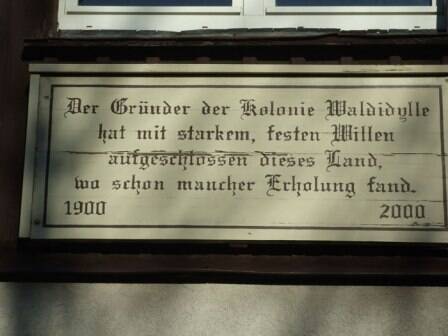 Der Gründer der Kolonie Waldidylle
hat mit starkem, festen Willen
aufgeschlossen dieses Land,
wo schon mancher Erholung fand.
1900 2000